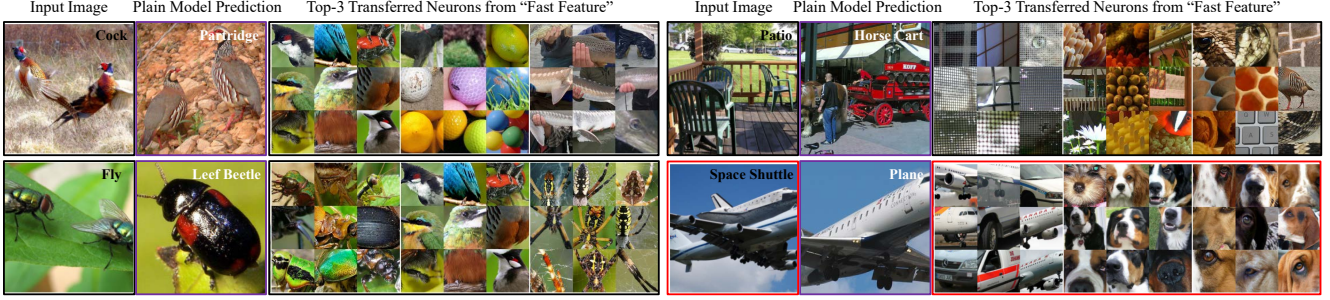 Input Image Plain Model Prediction Top-3 Transferred Neurons from “Fast Feature” Input Image Plain Model Prediction Top-3 Transferred Neurons from “Fast Feature”
Cock Partridge Patio Horse Cart
Fly Leef Beetle Space Shuttle Plane